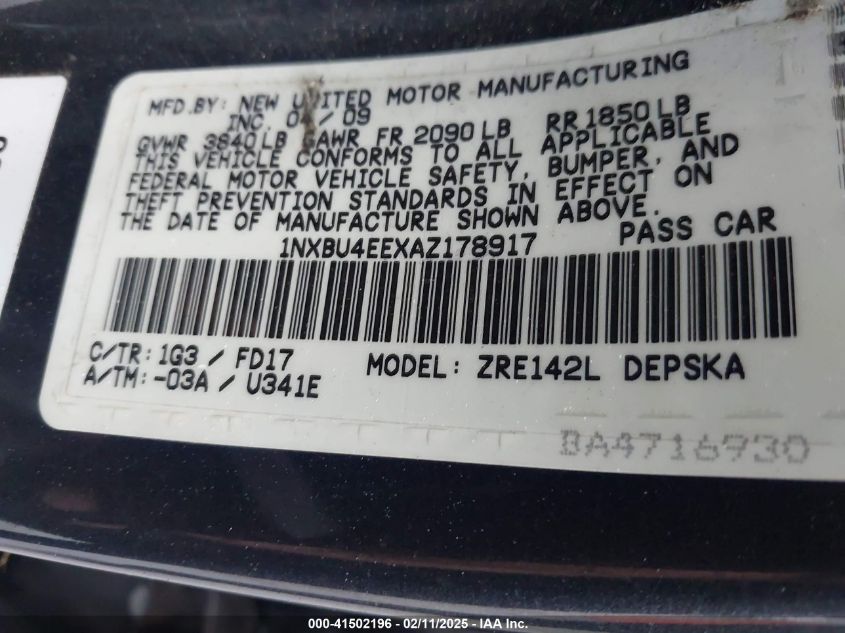 MFD.BY: NEW UNITED MOTOR MANUFACTURING
INC / 09
GVWR 3840 LB GAWR FR 2090 LB RR 1850 LB
THIS VEHICLE CONFORMS TO ALL APPLICABLE
FEDERAL MOTOR VEHICLE SAFETY, BUMPER, AND
THEFT PREVENTION STANDARDS IN EFFECT ON
THE DATE OF MANUFACTURE SHOWN ABOVE.
1NXBU4EEXAZ178917 PASS CAR
C/TR: 1G3 / FD17 MODEL: ZRE142L DEPSKA
A/TM: -03A / U341E
BA4716930
000-41502196 - 02/11/2025 - IAA Inc.